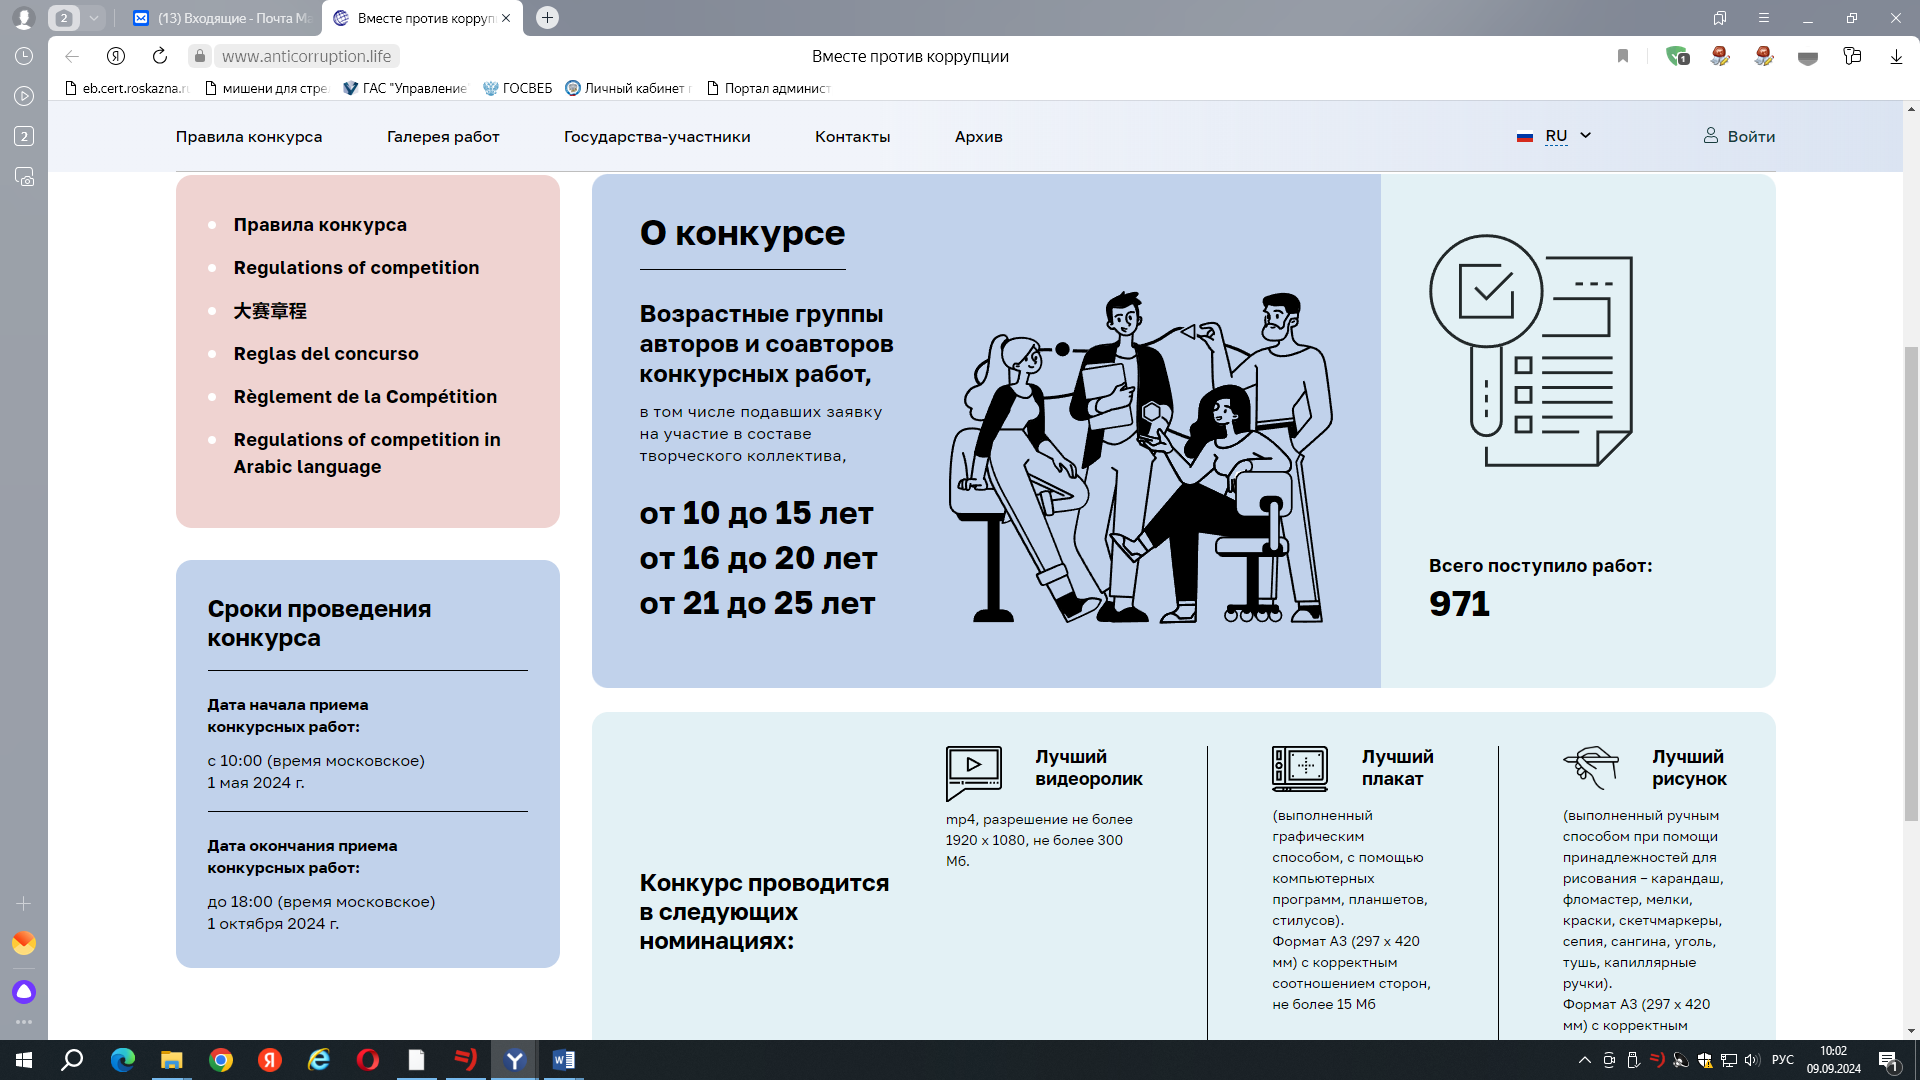 2
(13) Входящие - Почта Ma
Вместе против корруп
www.anticorruption.life
Вместе против коррупции
1
eb.cert.roskazna.ru
мишени для стре
ГАС "Управление"
ГОСВЕБ
Личный кабинет
Портал админист
2
Правила конкурса
Галерея работ
Государства-участники
Контакты
Архив
RU
Войти
Правила конкурса
Regulations of competition
大赛章程
Reglas del concurso
Règlement de la Compétition
Regulations of competition in
Arabic language
Сроки проведения
конкурса
Дата начала приема
конкурсных работ:
с 10:00 (время московское)
1 мая 2024 г.
Дата окончания приема
конкурсных работ:
до 18:00 (время московское)
1 октября 2024 г.
О конкурсе
Возрастные группы
авторов и соавторов
конкурсных работ,
в том числе подавших заявку
на участие в составе
творческого коллектива,
от 10 до 15 лет
от 16 до 20 лет
от 21 до 25 лет
Всего поступило работ:
971
Конкурс проводится
в следующих
номинациях:
Лучший
видеоролик
mp4, разрешение не более
1920 х 1080, не более 300
Мб.
Лучший
плакат
(выполненный
графическим
способом, с помощью
компьютерных
программ, планшетов,
стилусов).
Формат А3 (297 х 420
мм) с корректным
соотношением сторон,
не более 15 Мб
Лучший
рисунок
(выполненный ручным
способом при помощи
принадлежностей для
рисования – карандаш,
фломастер, мелки,
краски, скетчмаркеры,
сепия, сангина, уголь,
тушь, капиллярные
ручки).
Формат А3 (297 х 420
мм) с корректным
РУС
10:02
09.09.2024
1